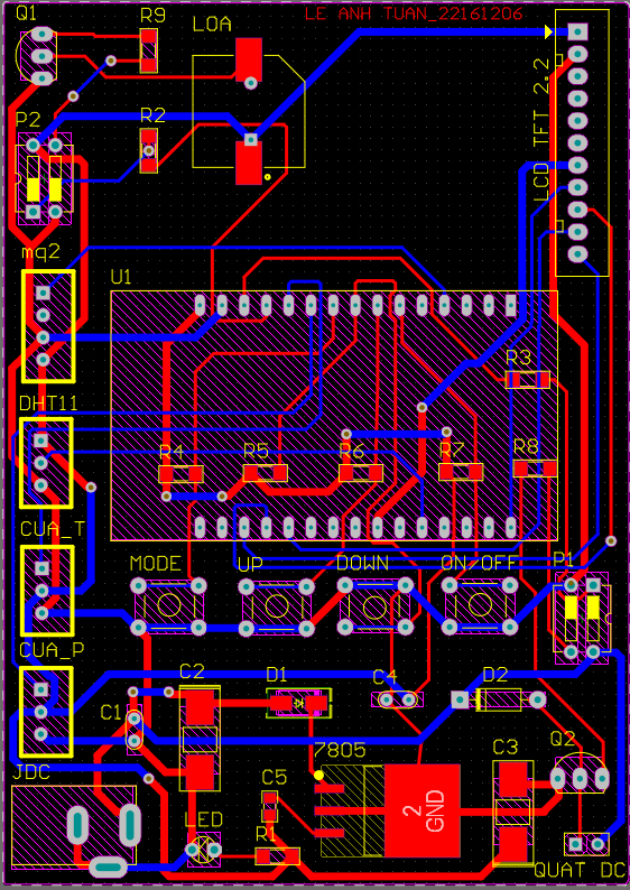 Q1
R9
LOA
LE ANH TUAN_22161206
P2
R2
LCD TFT 2.2
mq2
U1
R3
DHT11
R4
R5
R6
R7
R8
CUA_T
MODE
UP
DOWN
ON/OFF
P1
CUA_P
C2
D1
C4
D2
C1
7805
C3
Q2
JDC
C5
2
GND
LED
R1
QUAT DC